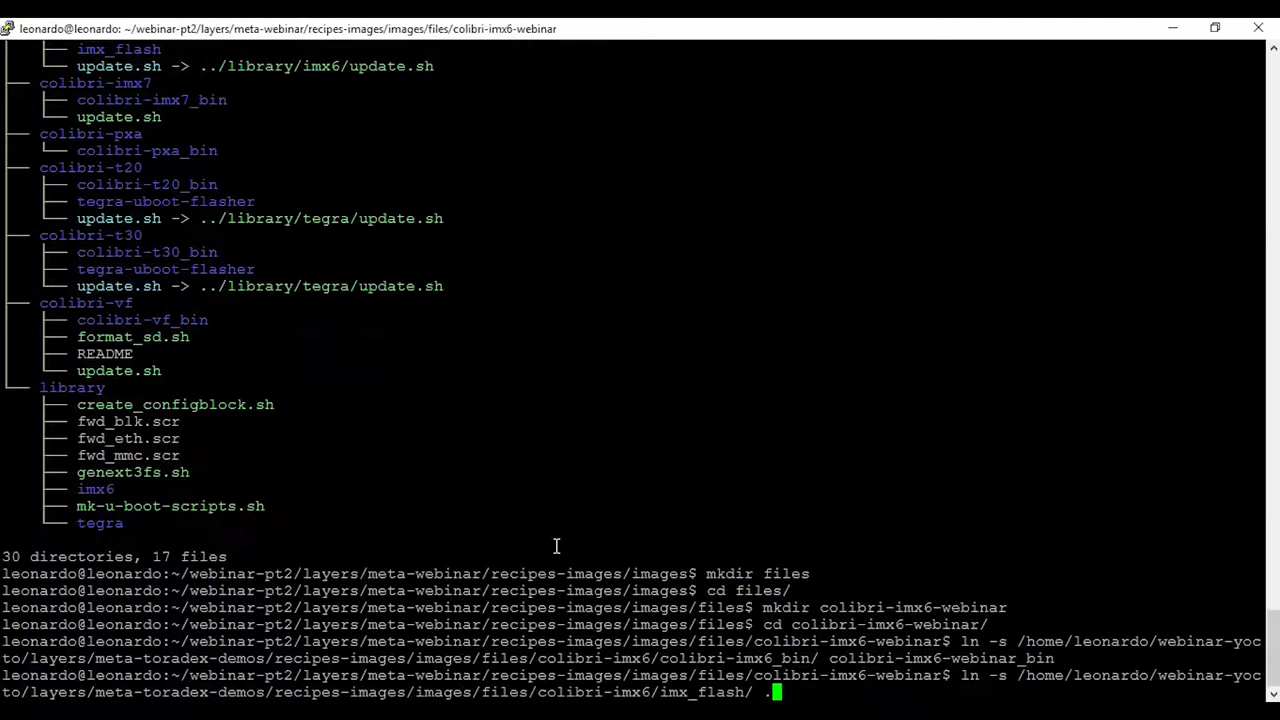 leonardo@leonardo: ~/webinar-pt2/layers/meta-webinar/recipes-images/images/files/colibri-imx6-webinar
│   ├── imx_flash
│   └── update.sh -> ../library/imx6/update.sh
├── colibri-imx7
│   ├── colibri-imx7_bin
│   └── update.sh
├── colibri-pxa
│   └── colibri-pxa_bin
├── colibri-t20
│   ├── colibri-t20_bin
│   ├── tegra-uboot-flasher
│   └── update.sh -> ../library/tegra/update.sh
├── colibri-t30
│   ├── colibri-t30_bin
│   ├── tegra-uboot-flasher
│   └── update.sh -> ../library/tegra/update.sh
├── colibri-vf
│   ├── colibri-vf_bin
│   ├── format_sd.sh
│   ├── README
│   └── update.sh
└── library
    ├── create_configblock.sh
    ├── fwd_blk.scr
    ├── fwd_eth.scr
    ├── fwd_mmc.scr
    ├── genext3fs.sh
    ├── imx6
    ├── mk-u-boot-scripts.sh
    └── tegra
30 directories, 17 files
leonardo@leonardo:~/webinar-pt2/layers/meta-webinar/recipes-images/images$ mkdir files
leonardo@leonardo:~/webinar-pt2/layers/meta-webinar/recipes-images/images$ cd files/
leonardo@leonardo:~/webinar-pt2/layers/meta-webinar/recipes-images/images/files$ mkdir colibri-imx6-webinar
leonardo@leonardo:~/webinar-pt2/layers/meta-webinar/recipes-images/images/files$ cd colibri-imx6-webinar/
leonardo@leonardo:~/webinar-pt2/layers/meta-webinar/recipes-images/images/files/colibri-imx6-webinar$ ln -s /home/leonardo/webinar-yoc
to/layers/meta-toradex-demos/recipes-images/images/files/colibri-imx6/colibri-imx6_bin/ colibri-imx6-webinar_bin
leonardo@leonardo:~/webinar-pt2/layers/meta-webinar/recipes-images/images/files/colibri-imx6-webinar$ ln -s /home/leonardo/webinar-yoc
to/layers/meta-toradex-demos/recipes-images/images/files/colibri-imx6/imx_flash/ .